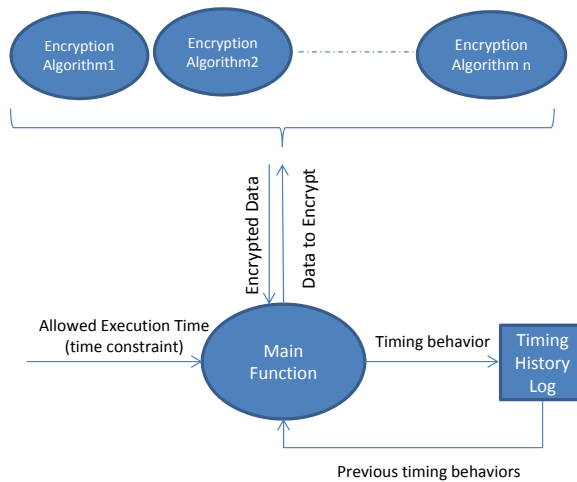 Encryption
Algorithm1
Encryption
Algorithm2
Encryption
Algorithm n
Encrypted Data
Data to Encrypt
Allowed Execution Time
(time constraint)
Main
Function
Timing behavior
Timing
History
Log
Previous timing behaviors